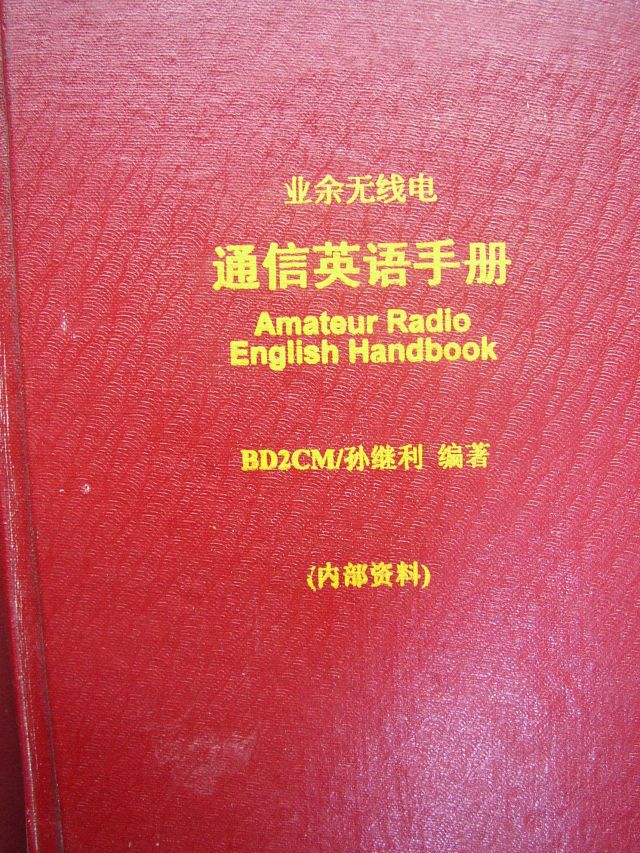 业余无线电
通信英语手册
Amateur Radio
English Handbook
BD2CM/孙继利 编著
(内部资料)